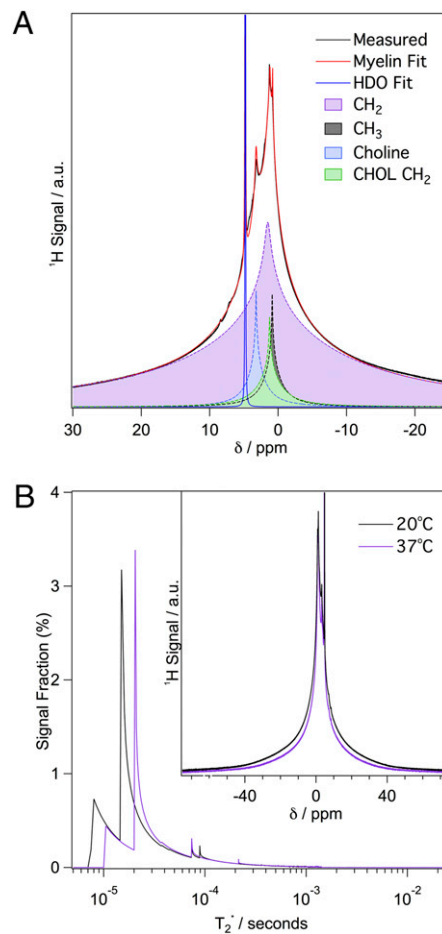 A
Measured
Myelin Fit
HDO Fit
CH₂
CH₃
Choline
CHOL CH₂
¹H Signal / a.u.
30 20 10 0 -10 -20
δ / ppm
B
4
3
2
1
0
Signal Fraction (%)
20°C
37°C
¹H Signal / a.u.
-40 0 40
δ / ppm
10⁻⁵ 10⁻⁴ 10⁻³ 10⁻²
T₂* / seconds